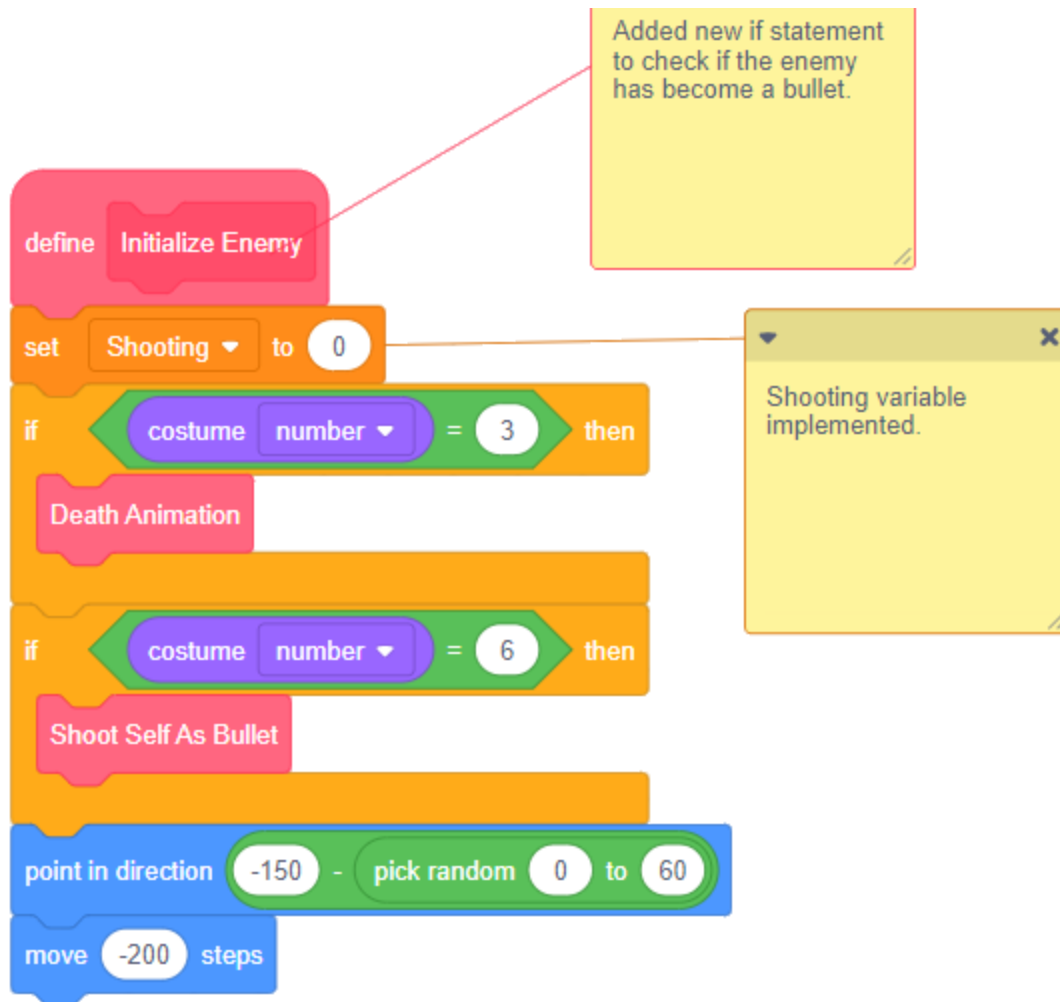 Added new if statement
to check if the enemy
has become a bullet.
define Initialize Enemy
set Shooting to 0
Shooting variable
implemented.
if costume number = 3 then
Death Animation
if costume number = 6 then
Shoot Self As Bullet
point in direction -150 - pick random 0 to 60
move -200 steps